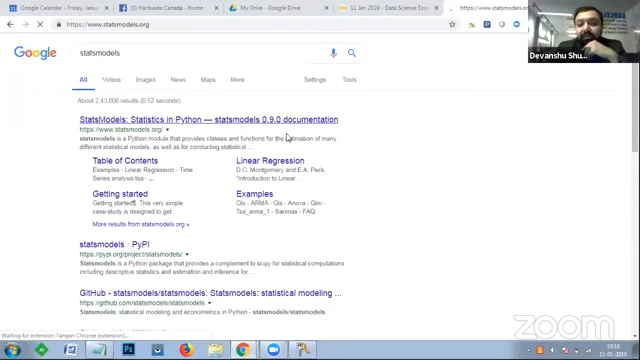 Google Calendar - Friday, Janua
Harkiveda Canada - Home
My Drive - Google Drive
11 Jan 2019 - Data Science Issue
https://www.statsmodels.org/
https://www.statsmodels.org
Google
statsmodels
All Videos Images News Maps More Settings Tools
About 2,43,000 results (0.52 seconds)
StatsModels: Statistics in Python — statsmodels 0.9.0 documentation
https://www.statsmodels.org/
statsmodels is a Python module that provides classes and functions for the estimation of many
different statistical models, as well as for conducting statistical ...
Table of Contents
Examples - Linear Regression - Time
Series analysis tsa - ...
Linear Regression
D.C. Montgomery and E.A. Peck.
"Introduction to Linear ...
Getting started
Getting started¶. This very simple
case-study is designed to get ...
Examples
Ols - ARMA - Gls - Anova - Glm -
Tsa_arma_1 - Sarimax - FAQ
More results from statsmodels.org »
statsmodels · PyPI
https://pypi.org/project/statsmodels/
Statsmodels is a Python package that provides a complement to scipy for statistical computations
including descriptive statistics and estimation and inference for ...
GitHub - statsmodels/statsmodels: Statsmodels: statistical modeling ...
https://github.com/statsmodels/statsmodels
Statsmodels: statistical modeling and econometrics in Python - statsmodels/statsmodels.
Waiting for extension Tamper Chrome (extension)...
Devanshu Shu...
zoom
19:18
11-01-2019